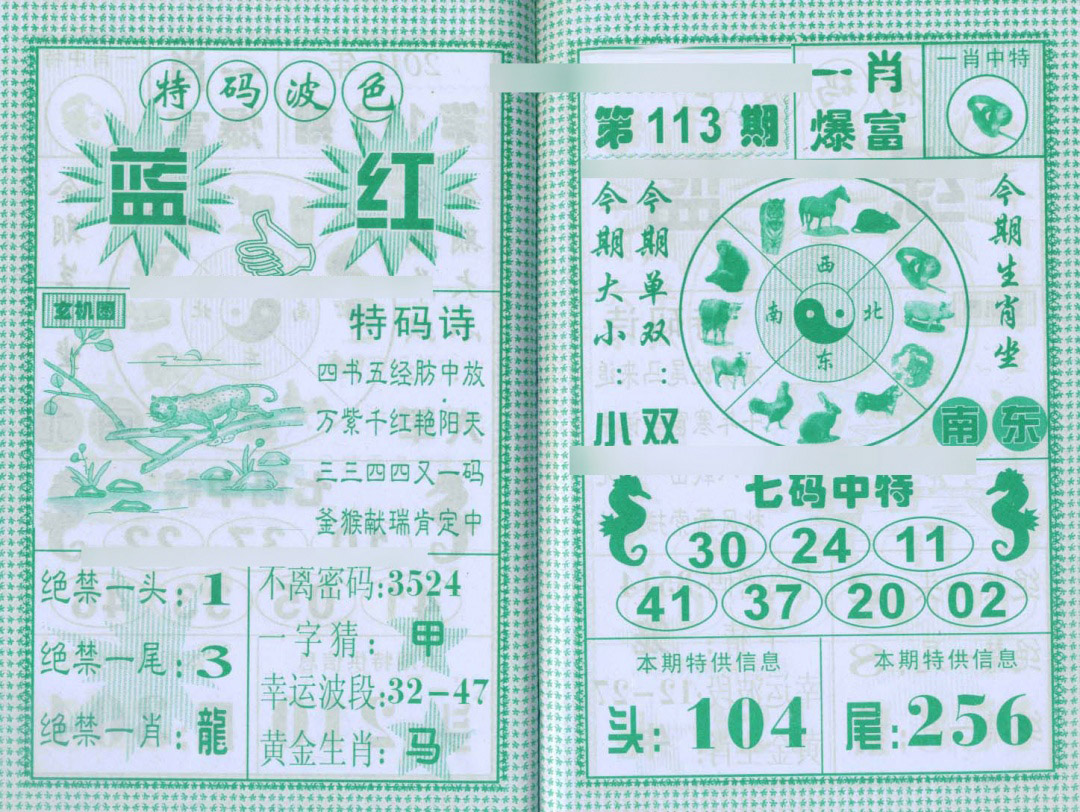 特码波色
蓝 红
玄机图
特码诗
四书五经肪中放
万紫千红艳阳天
三三四四又一码
釜猴献瑞肯定中
绝禁一头:1
绝禁一尾:3
绝禁一肖:龍
不离密码:3524
一字猜:甲
幸运波段:32-47
黄金生肖:马
第113期
一肖
爆富
一肖中特
今期大小:小
今期单双:双
西
南 北
东
今期生肖坐
南 东
七码中特
30 24 11
41 37 20 02
本期特供信息
头:104
本期特供信息
尾:256